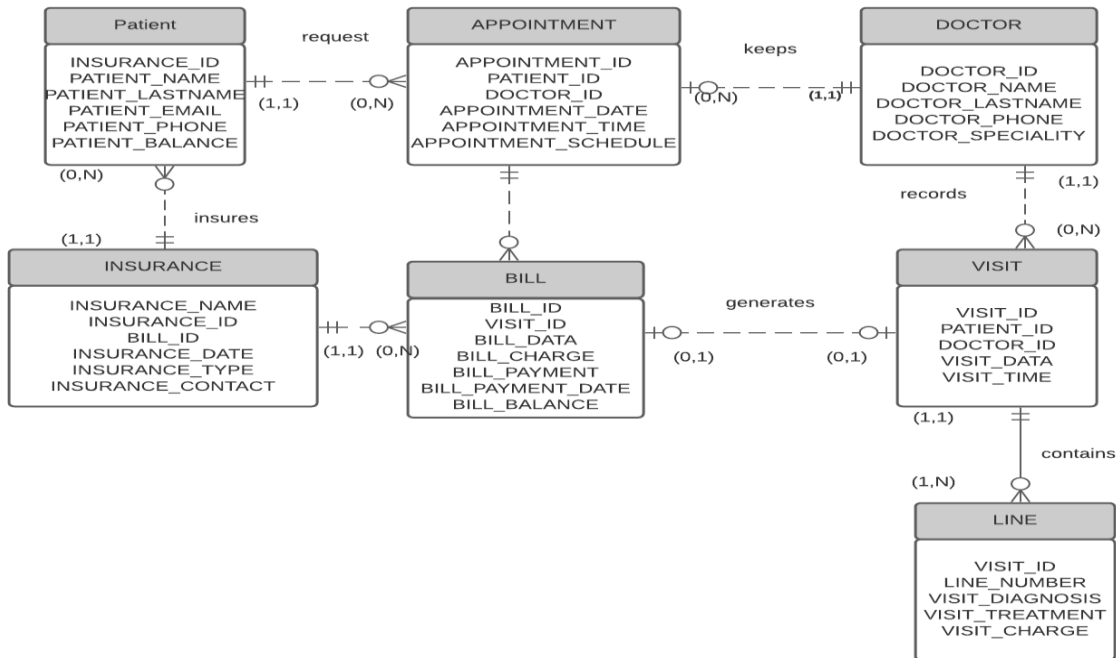 Patient
INSURANCE_ID
PATIENT_NAME
PATIENT_LASTNAME
PATIENT_EMAIL
PATIENT_PHONE
PATIENT_BALANCE
request
(1,1)
(0,N)
APPOINTMENT
APPOINTMENT_ID
PATIENT_ID
DOCTOR_ID
APPOINTMENT_DATE
APPOINTMENT_TIME
APPOINTMENT_SCHEDULE
keeps
(0,N)
(1,1)
DOCTOR
DOCTOR_ID
DOCTOR_NAME
DOCTOR_LASTNAME
DOCTOR_PHONE
DOCTOR_SPECIALITY
(0,N)
insures
(1,1)
records
(1,1)
(0,N)
INSURANCE
INSURANCE_NAME
INSURANCE_ID
BILL_ID
INSURANCE_DATE
INSURANCE_TYPE
INSURANCE_CONTACT
(1,1)
(0,N)
BILL
BILL_ID
VISIT_ID
BILL_DATA
BILL_CHARGE
BILL_PAYMENT
BILL_PAYMENT_DATE
BILL_BALANCE
generates
(0,1)
(0,1)
VISIT
VISIT_ID
PATIENT_ID
DOCTOR_ID
VISIT_DATA
VISIT_TIME
(1,1)
contains
(1,N)
LINE
VISIT_ID
LINE_NUMBER
VISIT_DIAGNOSIS
VISIT_TREATMENT
VISIT_CHARGE